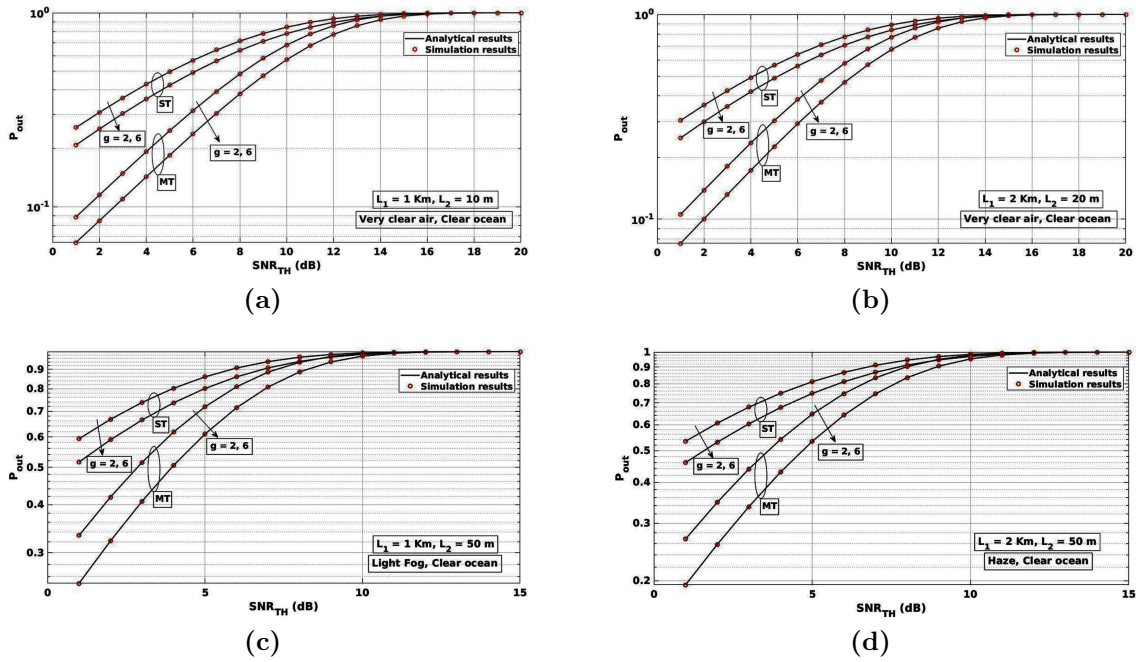 10^0
Analytical results
Simulation results
ST
g = 2, 6
g = 2, 6
MT
P_out
L_1 = 1 Km, L_2 = 10 m
10^-1
Very clear air, Clear ocean
0 2 4 6 8 10 12 14 16 18 20
SNR_TH (dB)
(a)
10^0
Analytical results
Simulation results
ST
g = 2, 6
g = 2, 6
MT
P_out
L_1 = 2 Km, L_2 = 20 m
10^-1
Very clear air, Clear ocean
0 2 4 6 8 10 12 14 16 18 20
SNR_TH (dB)
(b)
0.9
Analytical results
0.8
Simulation results
0.7
ST
0.6
g = 2, 6
g = 2, 6
0.5
MT
P_out
0.4
L_1 = 1 Km, L_2 = 50 m
Light Fog, Clear ocean
0.3
0 5 10 15
SNR_TH (dB)
(c)
1
0.9
Analytical results
0.8
Simulation results
0.7
ST
0.6
g = 2, 6
g = 2, 6
0.5
0.4
MT
P_out
0.3
L_1 = 2 Km, L_2 = 50 m
Haze, Clear ocean
0.2
0 5 10 15
SNR_TH (dB)
(d)